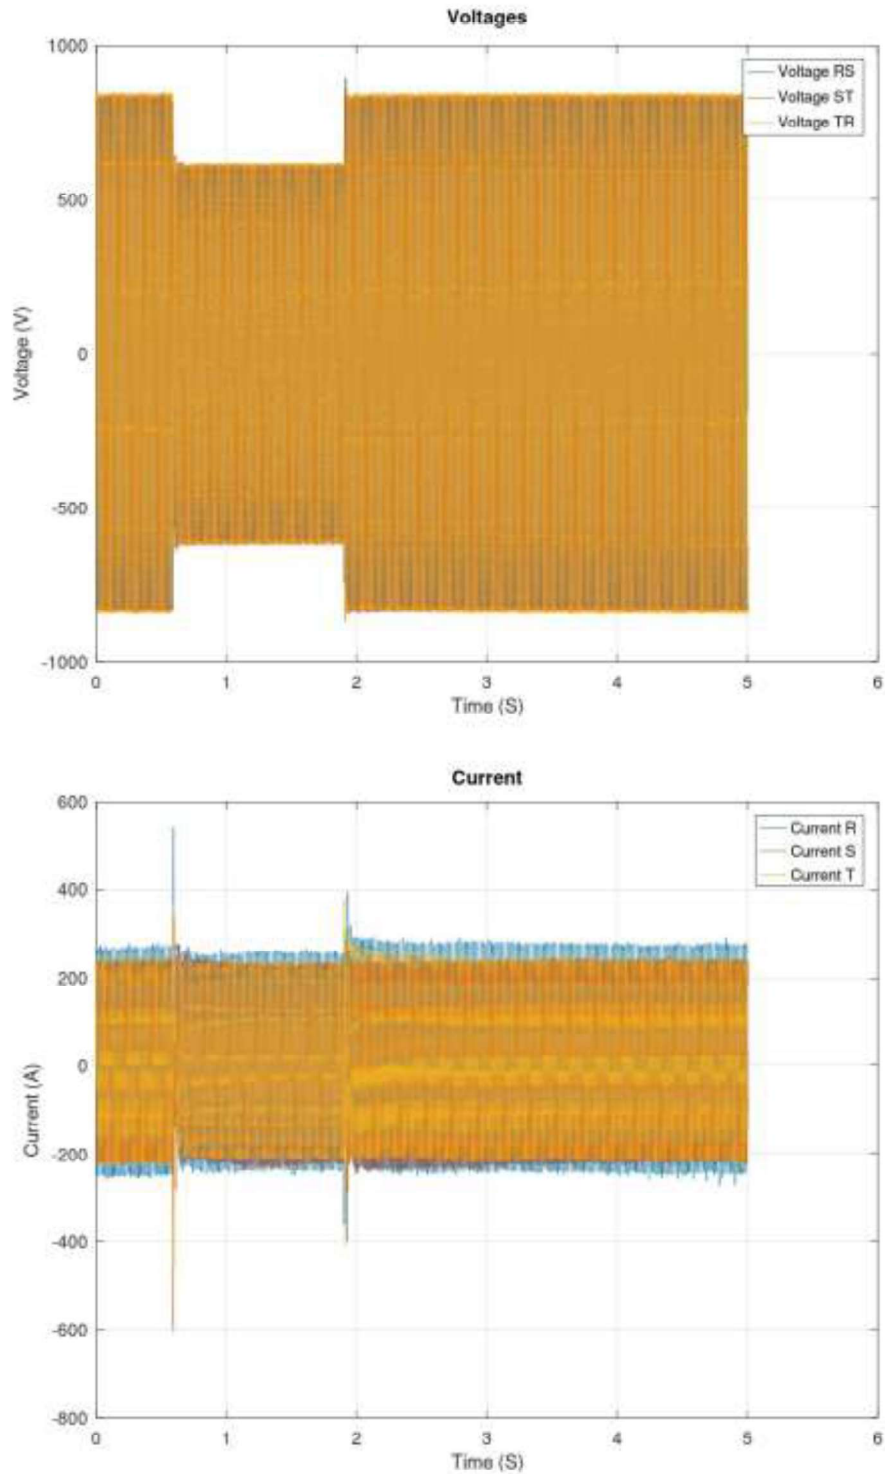 Voltages
1000
500
0
-500
-1000
Voltage (V)
Voltage RS
Voltage ST
Voltage TR
0 1 2 3 4 5 6
Time (S)
Current
600
400
200
0
-200
-400
-600
-800
Current (A)
Current R
Current S
Current T
0 1 2 3 4 5 6
Time (S)